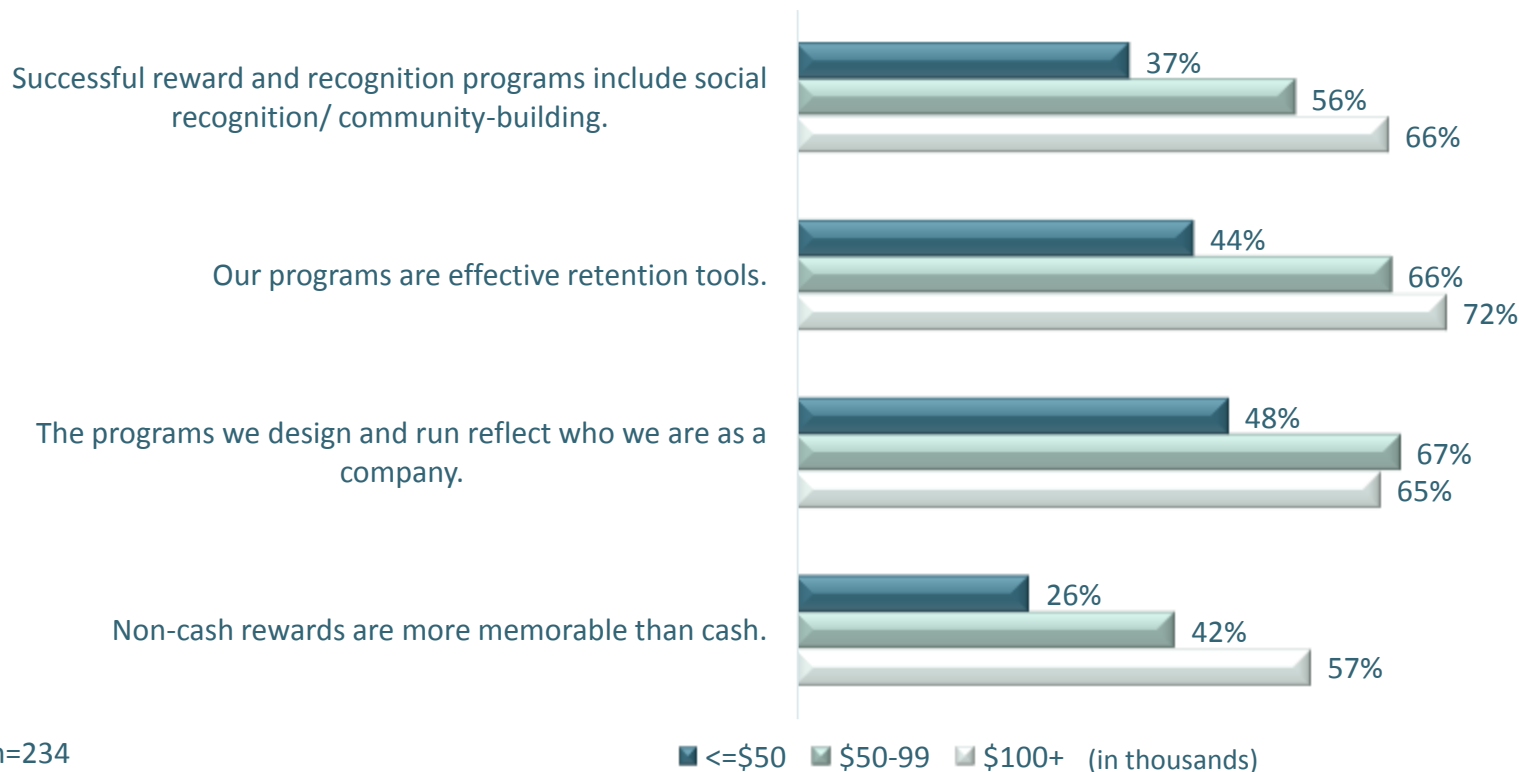 Successful reward and recognition programs include social
recognition/ community-building.
37%
56%
66%
Our programs are effective retention tools.
44%
66%
72%
The programs we design and run reflect who we are as a
company.
48%
67%
65%
Non-cash rewards are more memorable than cash.
26%
42%
57%
n=234
<=$50 $50-99 $100+ (in thousands)